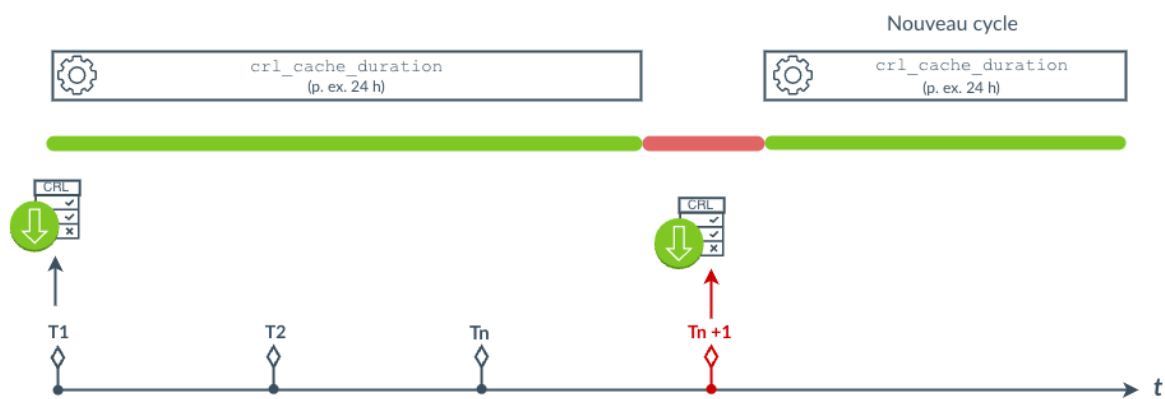 Nouveau cycle
crl_cache_duration
(p. ex. 24 h)
crl_cache_duration
(p. ex. 24 h)
CRL
CRL
T1
T2
Tn
Tn +1
t